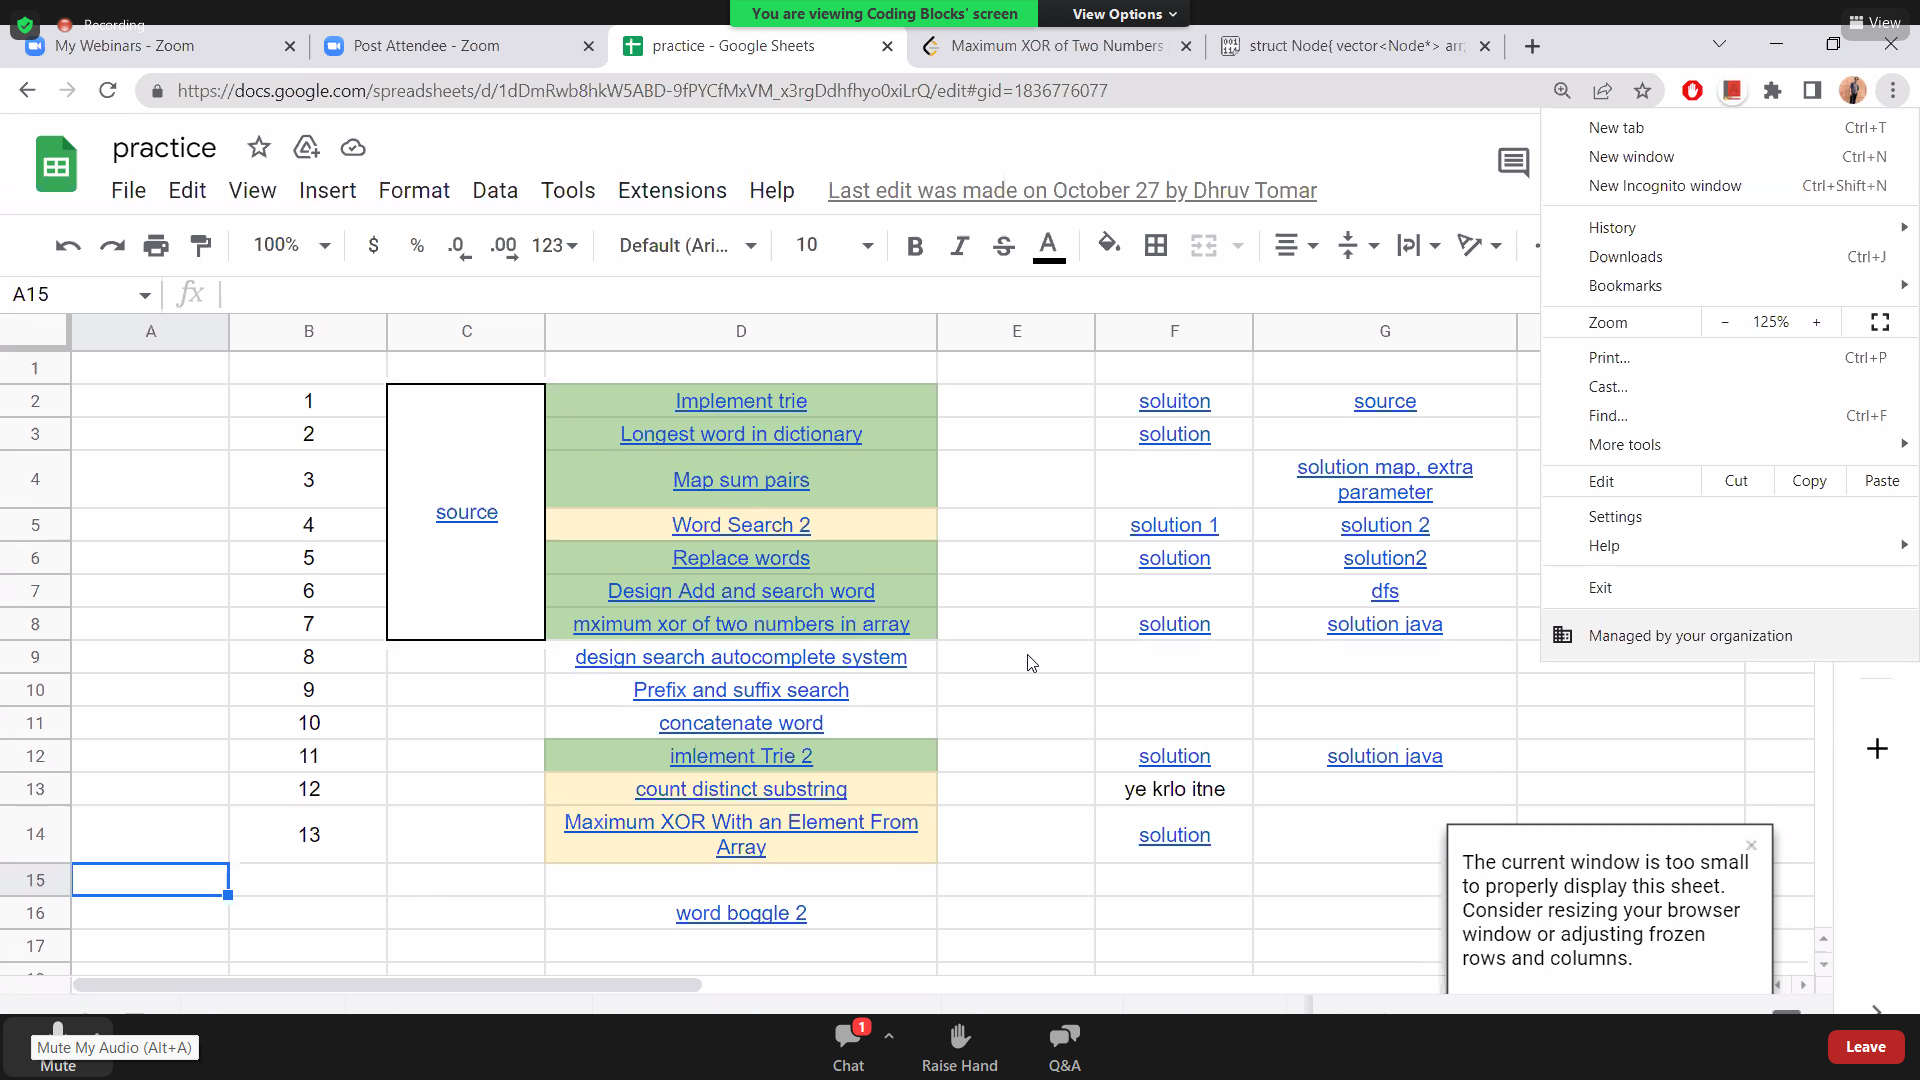 Recording
You are viewing Coding Blocks' screen
View Options
View
My Webinars - Zoom
Post Attendee - Zoom
practice - Google Sheets
Maximum XOR of Two Numbers
struct Node{ vector<Node*> arr
https://docs.google.com/spreadsheets/d/1dDmRwb8hkW5ABD-9fPYCfMxVM_x3rgDdhfhyo0xiLrQ/edit#gid=1836776077
practice
File Edit View Insert Format Data Tools Extensions Help Last edit was made on October 27 by Dhruv Tomar
100% $ % .0 .00 123 Default (Ari... 10 B I S A
A15 fx
A B C D E F G
1
2 1 Implement trie soluiton source
3 2 Longest word in dictionary solution
4 3 Map sum pairs solution map, extra
parameter
source
5 4 Word Search 2 solution 1 solution 2
6 5 Replace words solution solution2
7 6 Design Add and search word dfs
8 7 mximum xor of two numbers in array solution solution java
9 8 design search autocomplete system
10 9 Prefix and suffix search
11 10 concatenate word
12 11 imlement Trie 2 solution solution java
13 12 count distinct substring ye krlo itne
14 13 Maximum XOR With an Element From
Array solution
15
16 word boggle 2
17
New tab Ctrl+T
New window Ctrl+N
New Incognito window Ctrl+Shift+N
History
Downloads Ctrl+J
Bookmarks
Zoom - 125% +
Print... Ctrl+P
Cast...
Find... Ctrl+F
More tools
Edit Cut Copy Paste
Settings
Help
Exit
Managed by your organization
The current window is too small
to properly display this sheet.
Consider resizing your browser
window or adjusting frozen
rows and columns.
Mute My Audio (Alt+A)
Mute
1
Chat
Raise Hand
Q&A
Leave